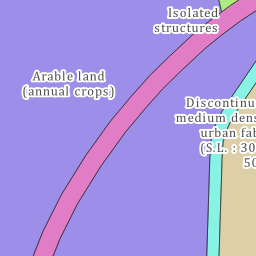 Isolated
structures
Arable land
(annual crops)
Discontinu
medium dens
urban fab
(S.L. : 30
50